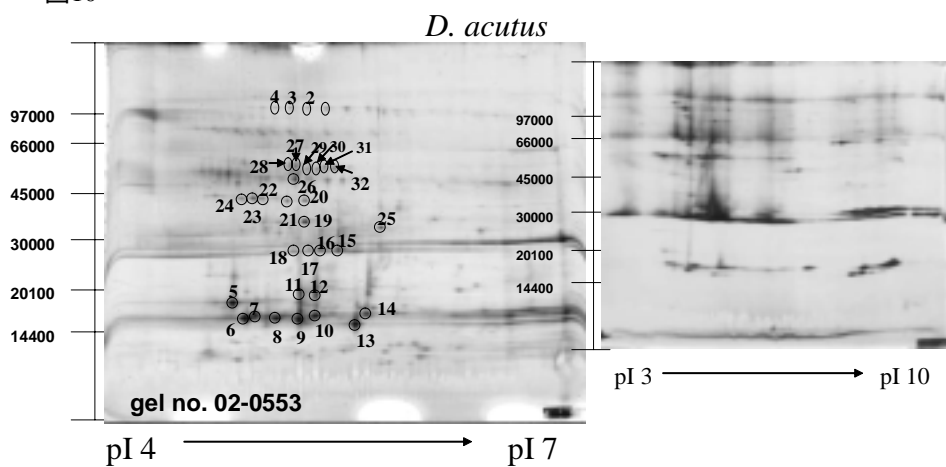 図16
D. acutus
4 3 2
97000
66000
27 29 30 31
28
26
32
45000
24 23 22
20
21 19
25
30000
18 17 16 15
20100
5
11 12
14
6 7 8 9 10
13
14400
gel no. 02-0553
pI 4
pI 7
97000
66000
45000
30000
20100
14400
pI 3
pI 10